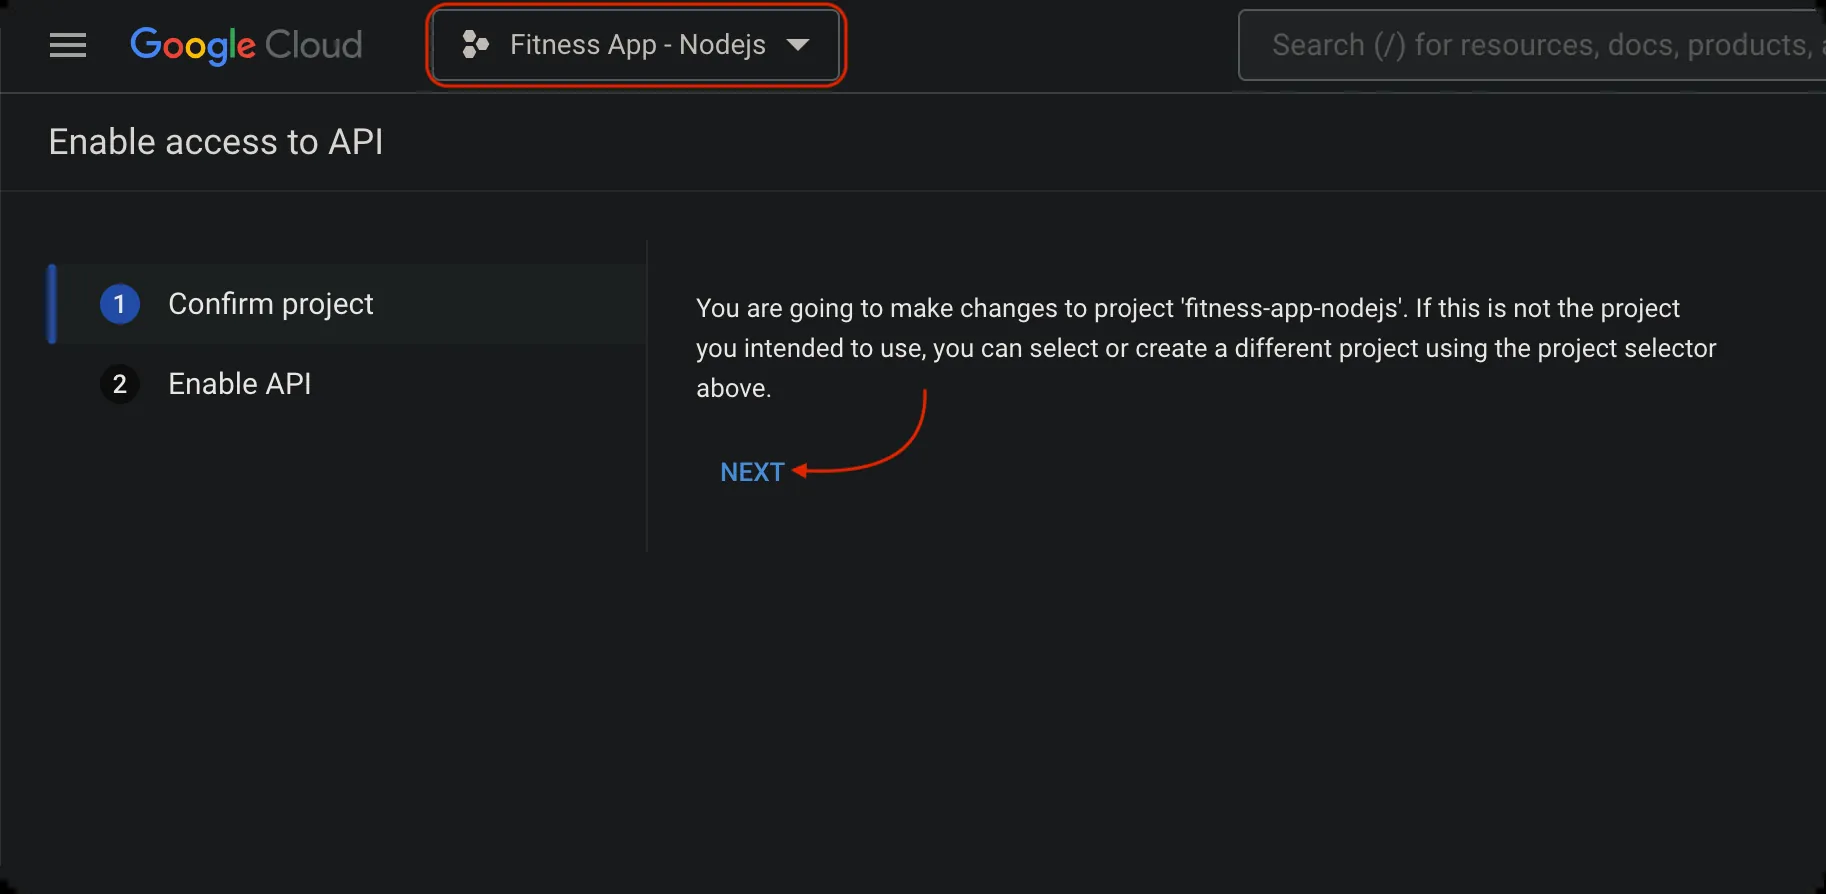 Google Cloud
Fitness App - Nodejs
Search (/) for resources, docs, products,
Enable access to API
1 Confirm project
2 Enable API
You are going to make changes to project 'fitness-app-nodejs'. If this is not the project
you intended to use, you can select or create a different project using the project selector
above.
NEXT